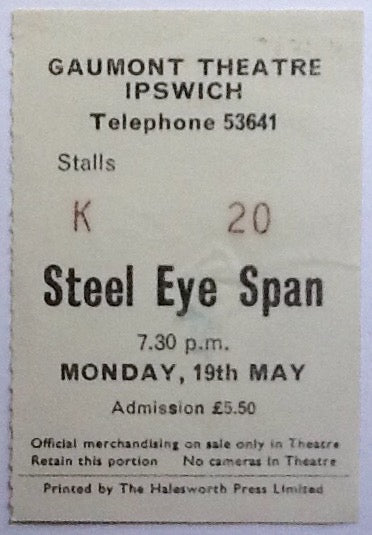 GAUMONT THEATRE
IPSWICH
Telephone 53641
Stalls
K 20
Steel Eye Span
7.30 p.m.
MONDAY, 19th MAY
Admission £5.50
Official merchandising on sale only in Theatre
Retain this portion No cameras in Theatre
Printed by The Halesworth Press Limited